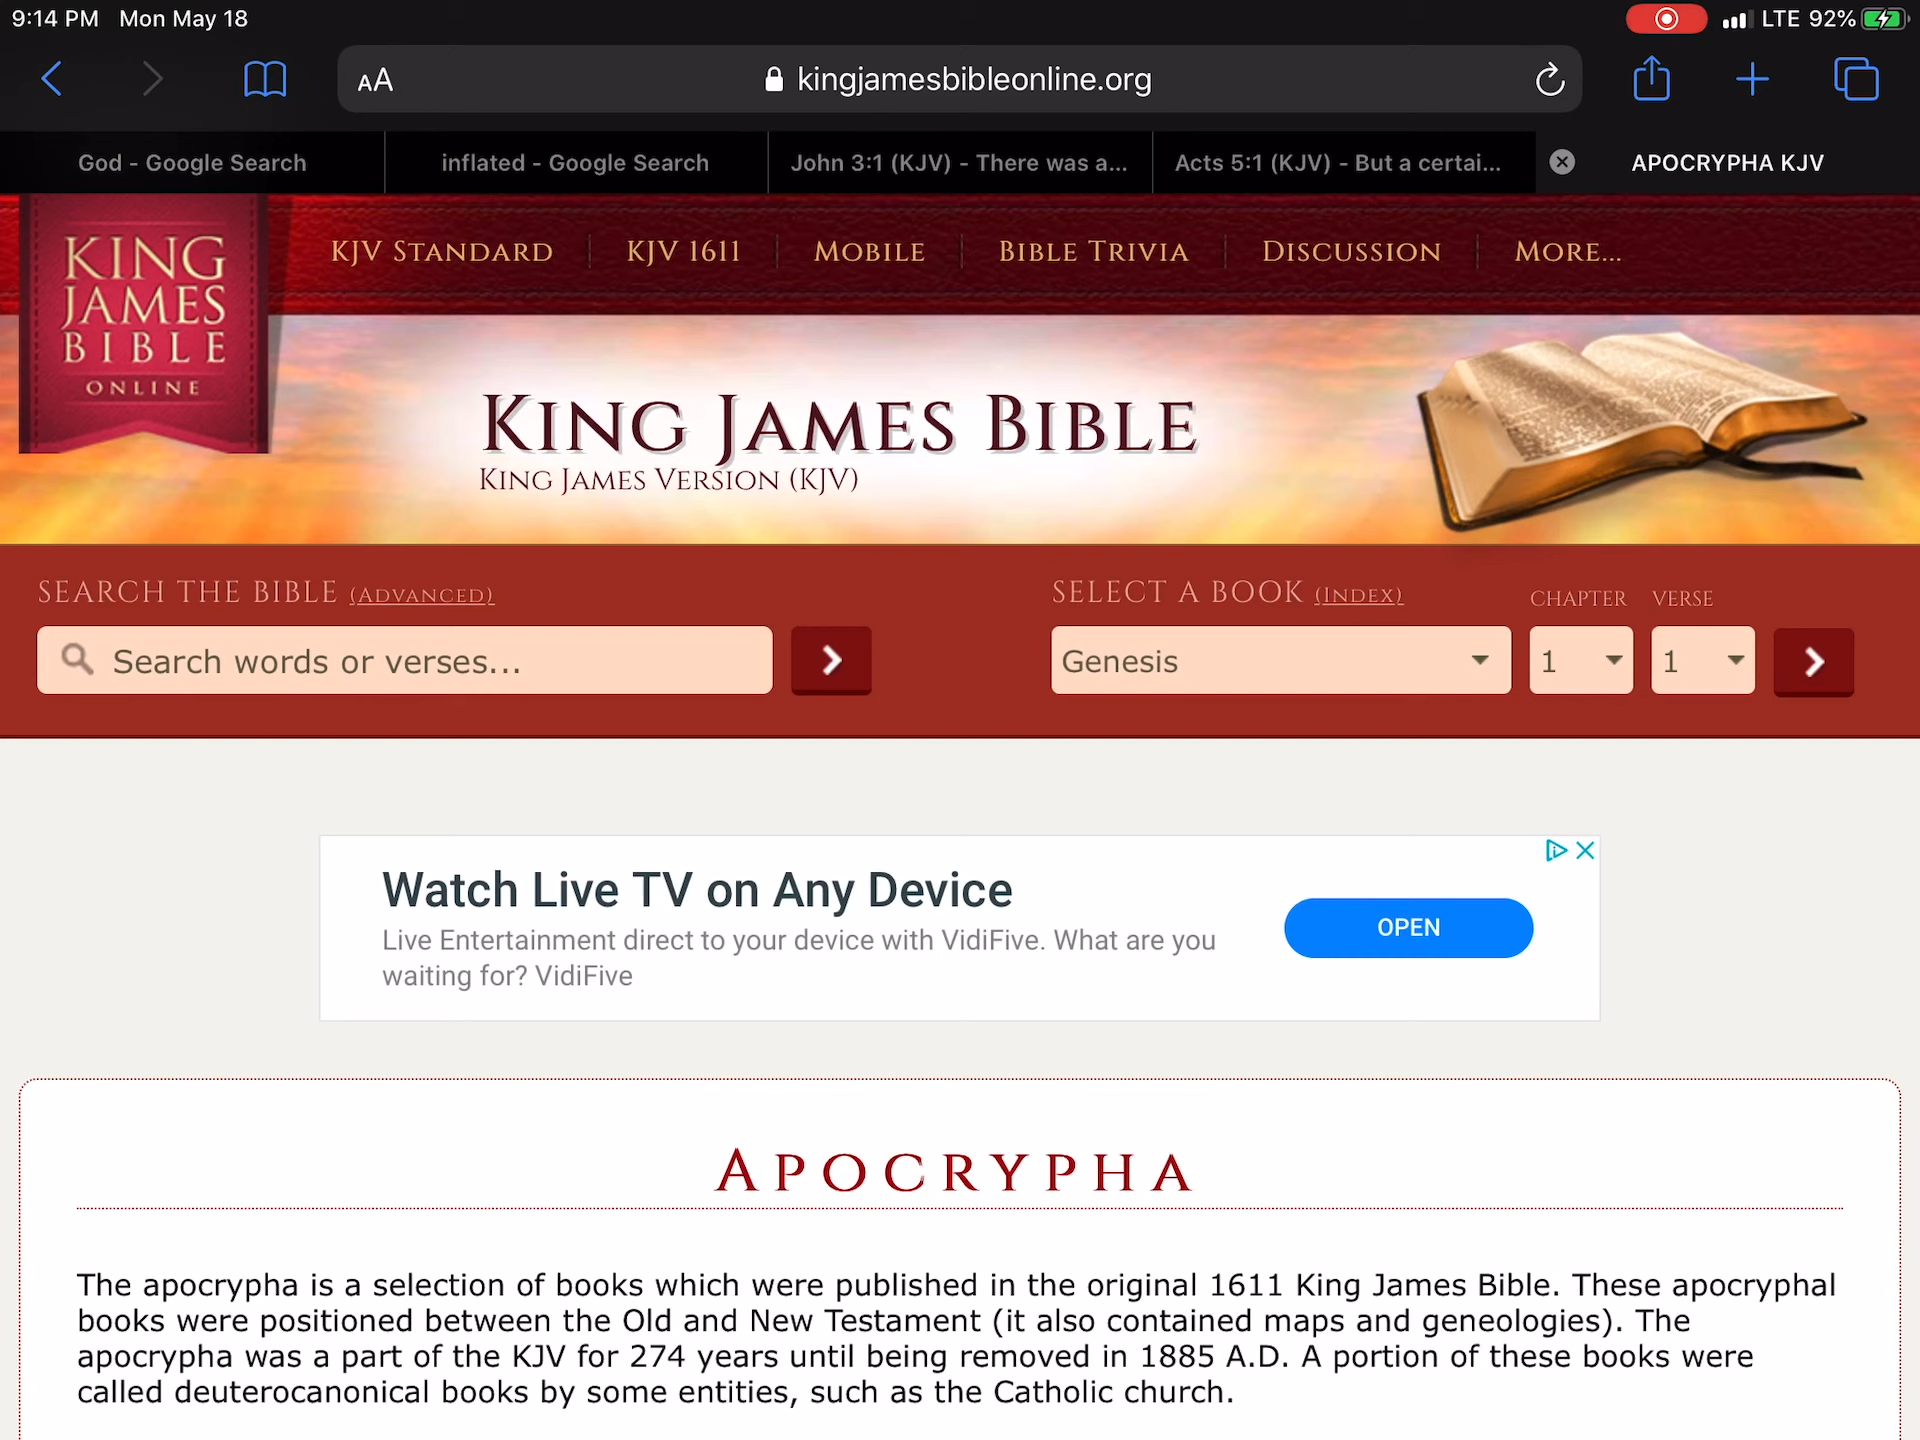 9:14 PM Mon May 18
LTE 92%
AA kingjamesbibleonline.org
God - Google Search
inflated - Google Search
John 3:1 (KJV) - There was a...
Acts 5:1 (KJV) - But a certai...
APOCRYPHA KJV
KING
JAMES
BIBLE
ONLINE
KJV STANDARD
KJV 1611
MOBILE
BIBLE TRIVIA
DISCUSSION
MORE...
KING JAMES BIBLE
KING JAMES VERSION (KJV)
SEARCH THE BIBLE (ADVANCED)
Search words or verses...
SELECT A BOOK (INDEX)
CHAPTER
VERSE
Genesis
1
1
Watch Live TV on Any Device
Live Entertainment direct to your device with VidiFive. What are you
waiting for? VidiFive
OPEN
APOCRYPHA
The apocrypha is a selection of books which were published in the original 1611 King James Bible. These apocryphal
books were positioned between the Old and New Testament (it also contained maps and geneologies). The
apocrypha was a part of the KJV for 274 years until being removed in 1885 A.D. A portion of these books were
called deuterocanonical books by some entities, such as the Catholic church.